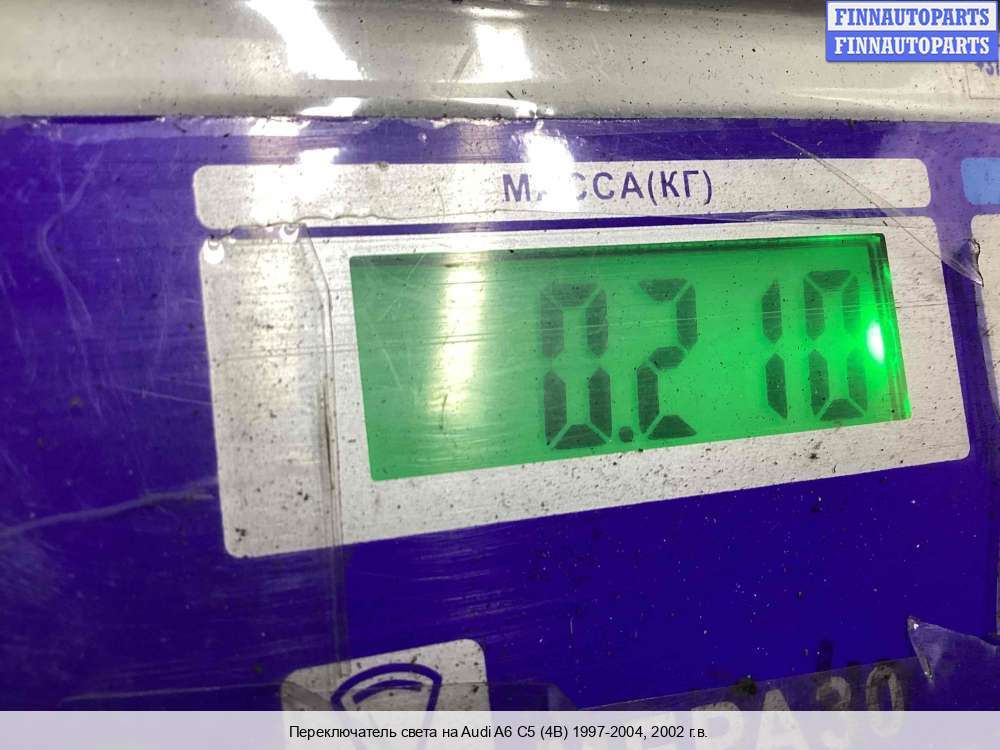 FINNAUTOPARTS
FINNAUTOPARTS
МАССА(КГ)
0.210
Переключатель света на Audi A6 C5 (4B) 1997-2004, 2002 г.в.